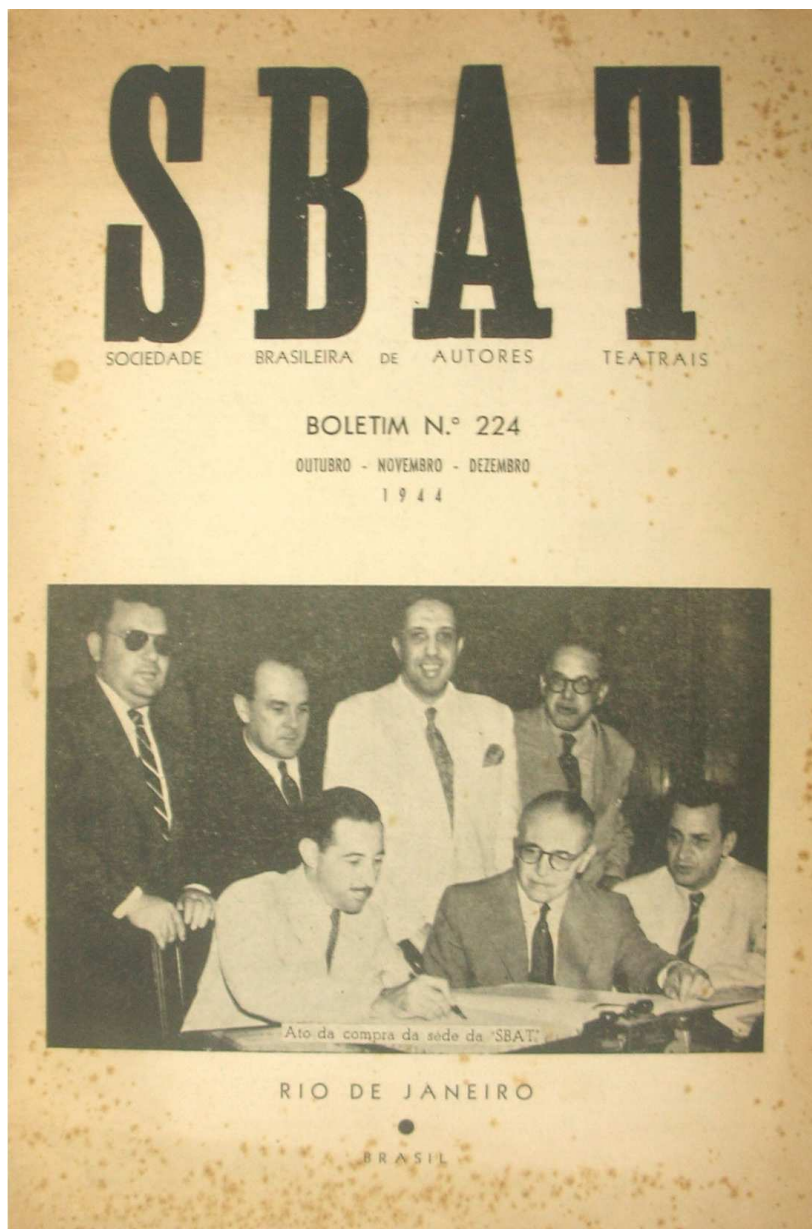 SBAT
SOCIEDADE BRASILEIRA DE AUTORES TEATRAIS
BOLETIM N.º 224
OUTUBRO - NOVEMBRO - DEZEMBRO
1944
Ato da compra da séde da "SBAT."
RIO DE JANEIRO
BRASIL